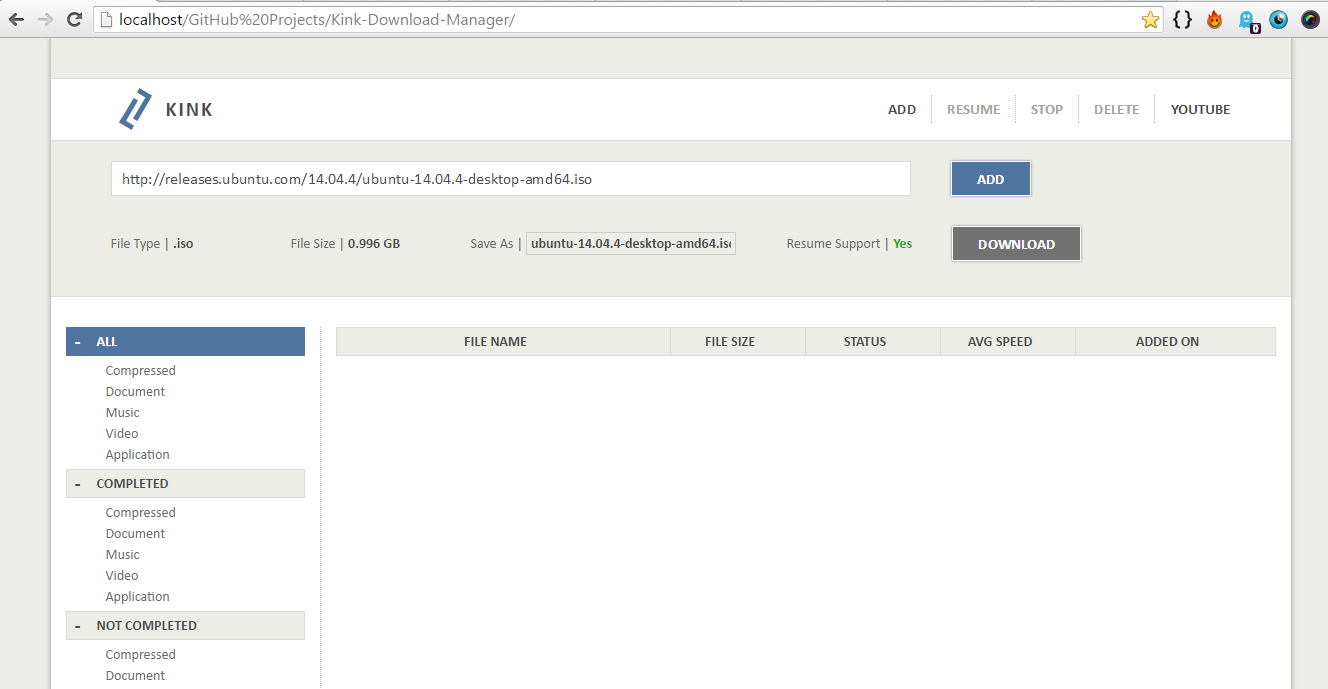 localhost/GitHub%20Projects/Kink-Download-Manager/
{}
0
KINK
ADD RESUME STOP DELETE YOUTUBE
http://releases.ubuntu.com/14.04.4/ubuntu-14.04.4-desktop-amd64.iso ADD
File Type | .iso File Size | 0.996 GB Save As | ubuntu-14.04.4-desktop-amd64.iso Resume Support | Yes DOWNLOAD
- ALL FILE NAME FILE SIZE STATUS AVG SPEED ADDED ON
Compressed
Document
Music
Video
Application
- COMPLETED
Compressed
Document
Music
Video
Application
- NOT COMPLETED
Compressed
Document